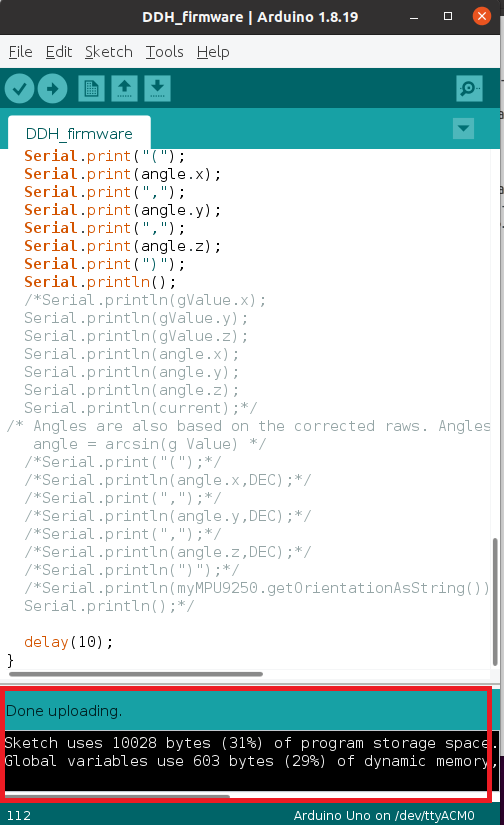 DDH_firmware | Arduino 1.8.19
File Edit Sketch Tools Help
DDH_firmware
Serial.print("(");
Serial.print(angle.x);
Serial.print(",");
Serial.print(angle.y);
Serial.print(",");
Serial.print(angle.z);
Serial.print(")");
Serial.println();
/*Serial.println(gValue.x);
Serial.println(gValue.y);
Serial.println(gValue.z);
Serial.println(angle.x);
Serial.println(angle.y);
Serial.println(angle.z);
Serial.println(current);*/
/* Angles are also based on the corrected raws. Angles
angle = arcsin(g Value) */
/*Serial.print("(");*/
/*Serial.println(angle.x,DEC);*/
/*Serial.print(",");*/
/*Serial.println(angle.y,DEC);*/
/*Serial.print(",");*/
/*Serial.println(angle.z,DEC);*/
/*Serial.println(")");*/
/*Serial.println(myMPU9250.getOrientationAsString())
Serial.println();*/
delay(10);
}
Done uploading.
Sketch uses 10028 bytes (31%) of program storage space.
Global variables use 603 bytes (29%) of dynamic memory,
112 Arduino Uno on /dev/ttyACM0